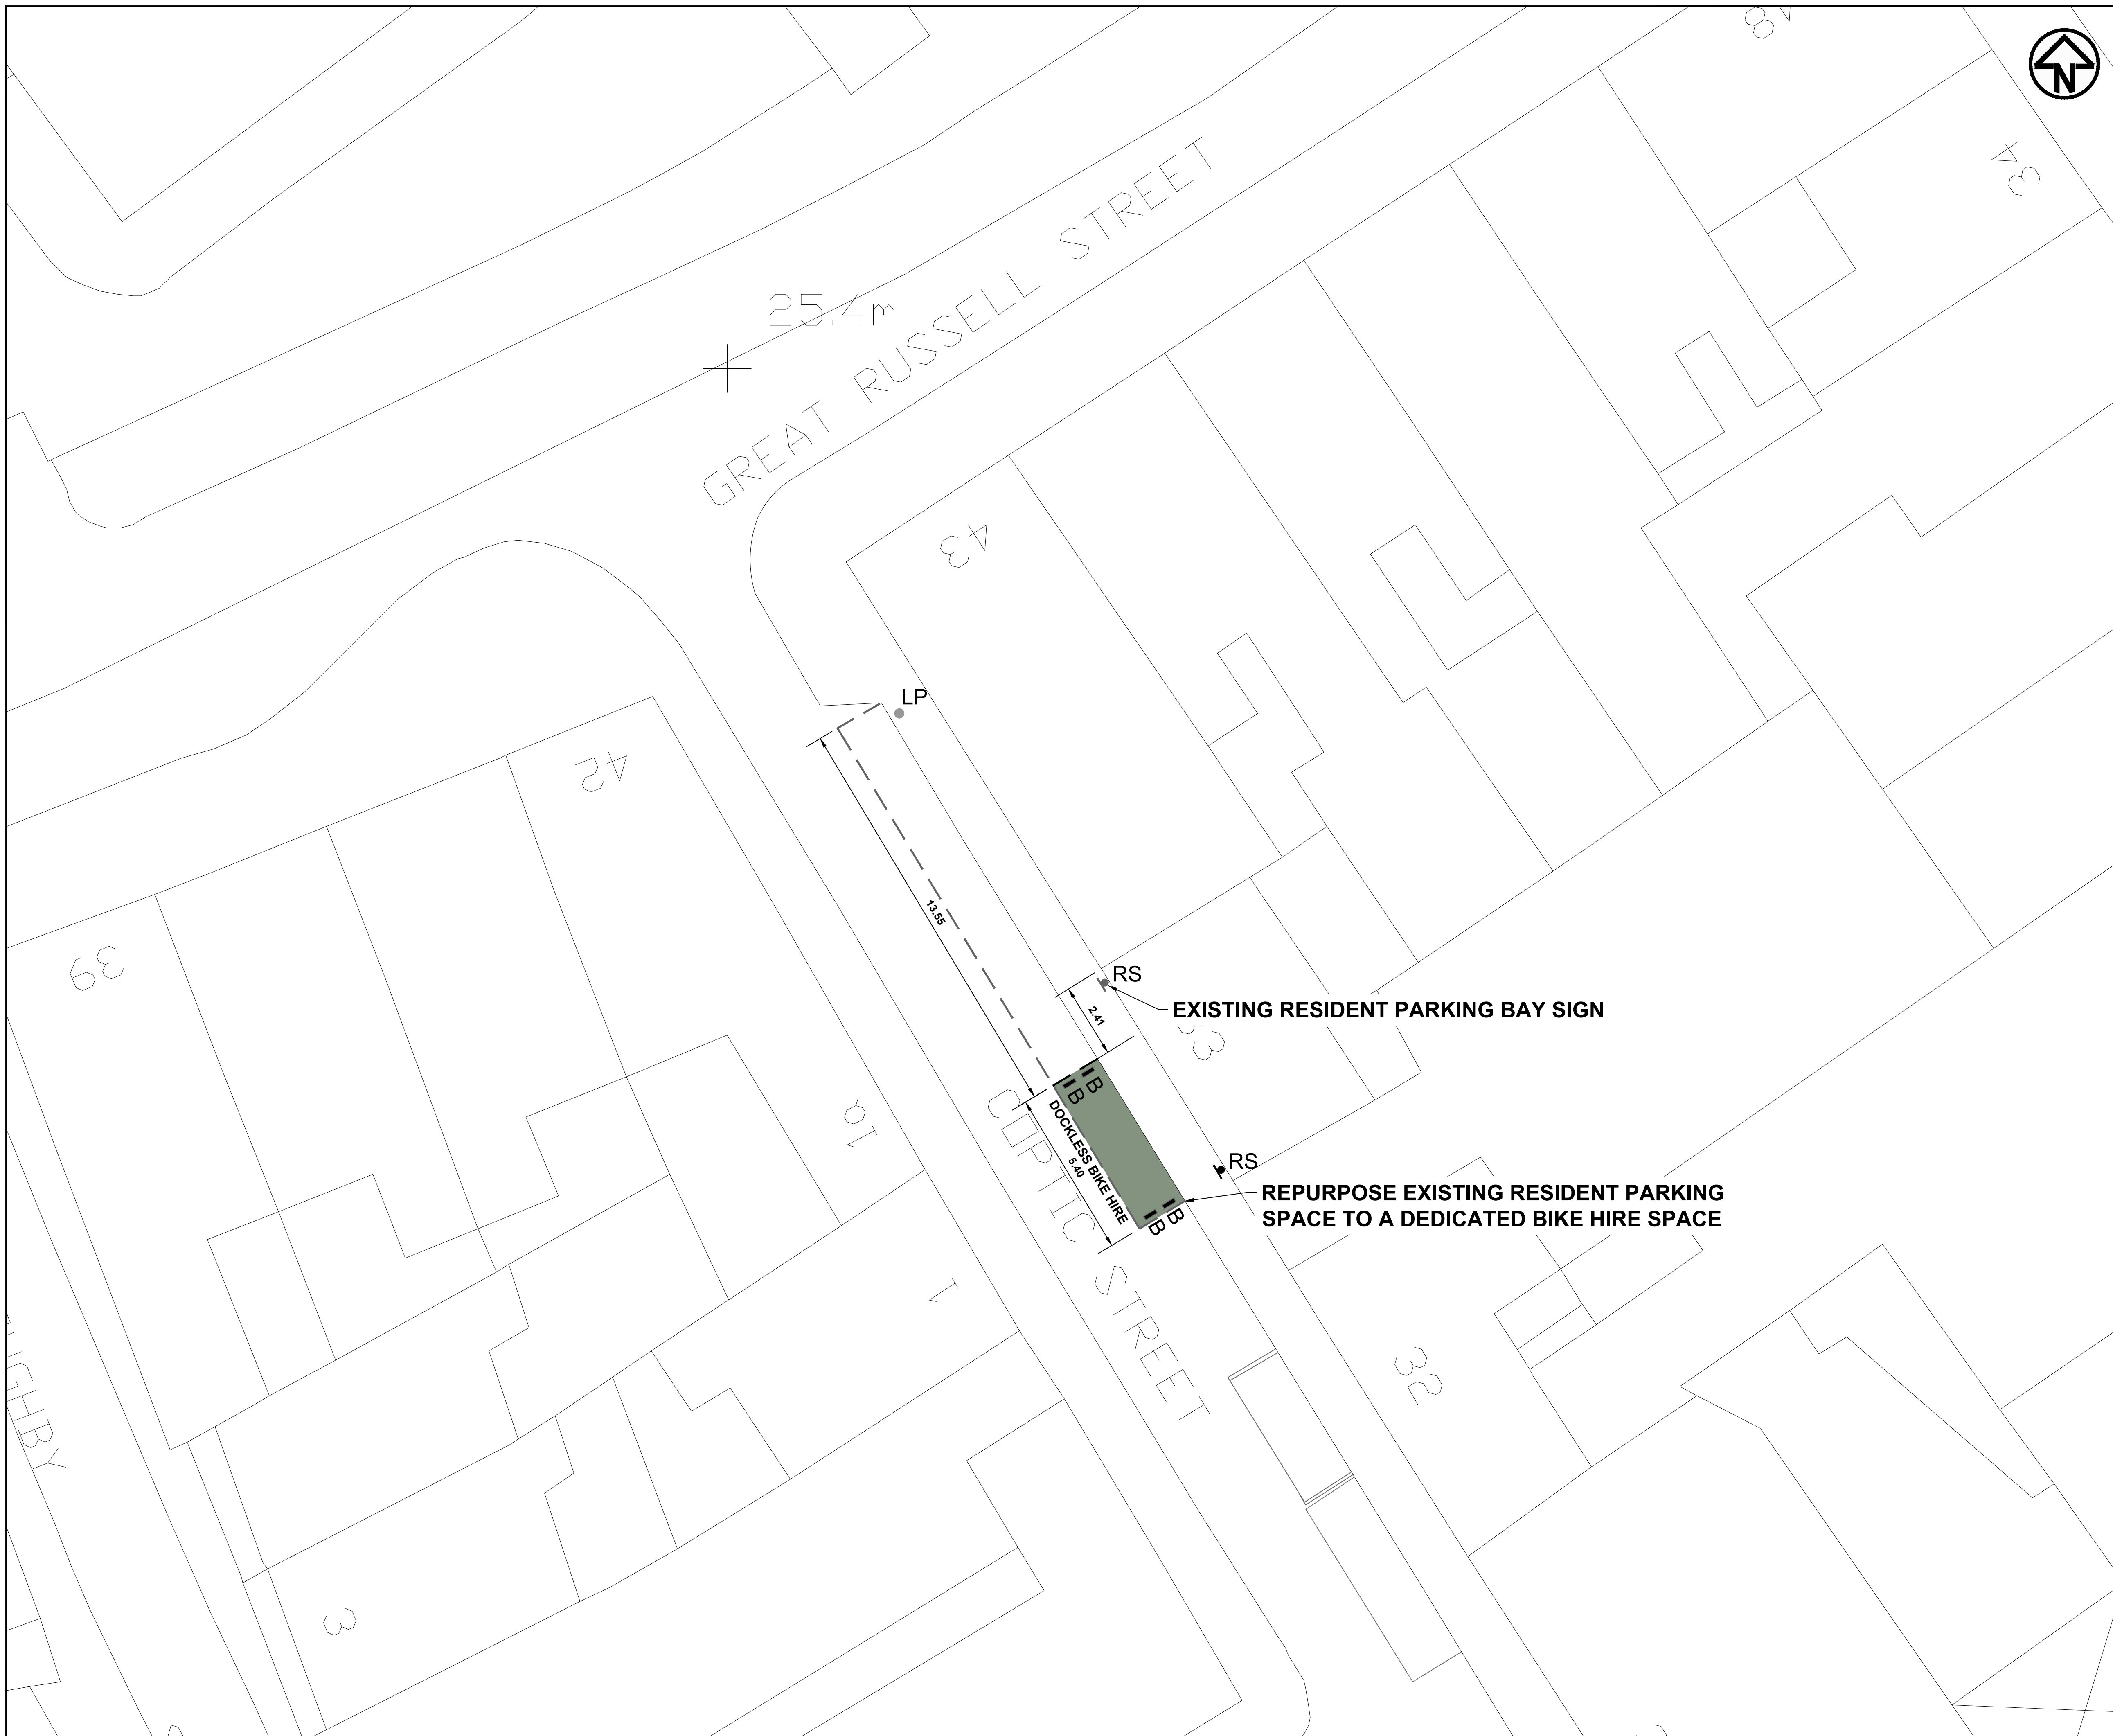 N
34
25.4m
GREAT RUSSELL STREET
43
LP
42
39
13.55
RS
EXISTING RESIDENT PARKING BAY SIGN
2.41
33
B B
DOCKLESS BIKE HIRE
5.40
B B
RS
REPURPOSE EXISTING RESIDENT PARKING
SPACE TO A DEDICATED BIKE HIRE SPACE
COPTIC STREET
1
32
3